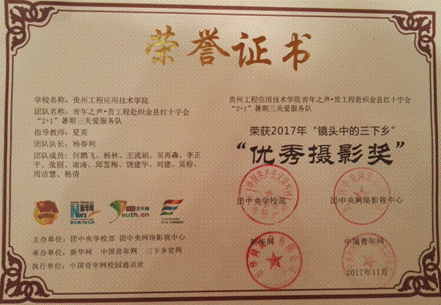 荣誉证书
学校名称：贵州工程应用技术学院
团队名称：青年之声·贵工程赴织金县红十字会
“2+1”暑期三关爱服务队
指导教师：夏英
团队队长：杨春利
团队成员：何鹏飞、杨林、王流娟、吴再淼、李正
平、张丽、谢涛、邱雪梅、饶建华、刘建、吴粉、
周洁慧、杨倩
贵州工程应用技术学院青年之声·贵工程赴织金县红十字会
“2+1”暑期三关爱服务队
荣获2017年“镜头中的三下乡”
“优秀摄影奖”
团中央学校部
团中央网络影视中心
新华网
中国青年网
2017年11月
主办单位：团中央学校部 团中央网络影视中心
承办单位：新华网 中国青年网 三下乡官网
执行单位：中国青年网校园通讯社